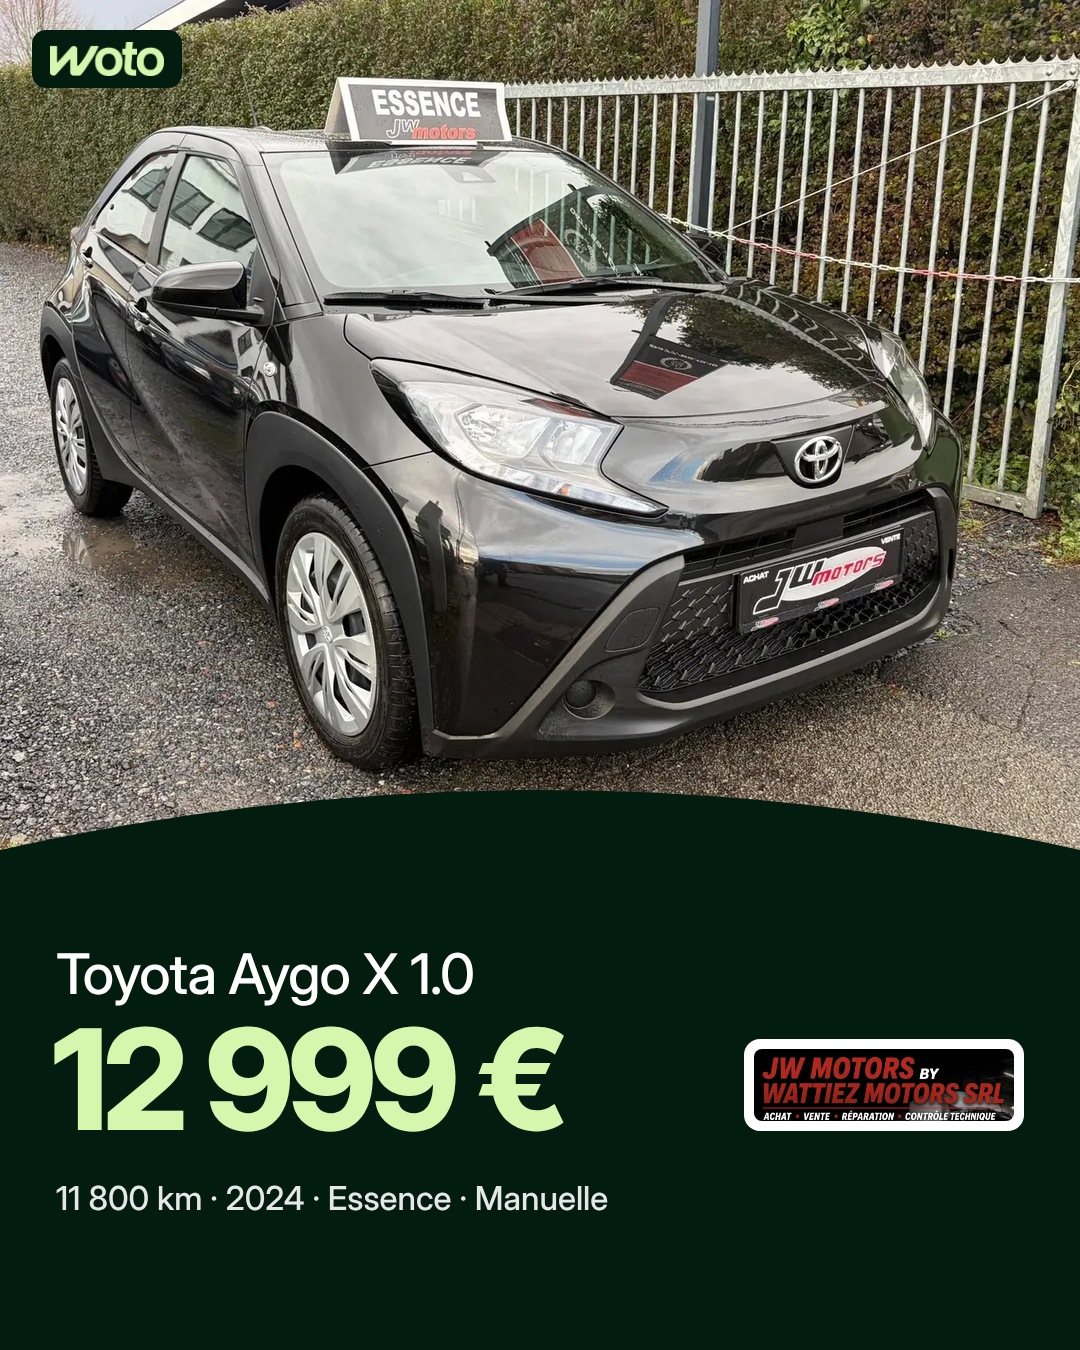 woto
ESSENCE
JW motors
ESSENCE
ACHAT
VENTE
JW MOTORS
Toyota Aygo X 1.0
12 999 €
JW MOTORS BY
WATTIEZ MOTORS SRL
ACHAT • VENTE • RÉPARATION • CONTRÔLE TECHNIQUE
11 800 km · 2024 · Essence · Manuelle